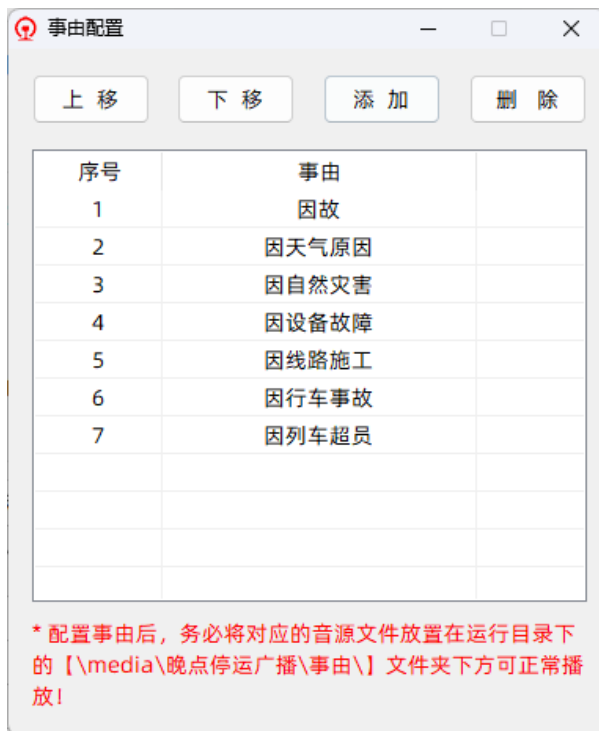 事由配置
上 移 下 移 添 加 删 除
序号 事由
1 因故
2 因天气原因
3 因自然灾害
4 因设备故障
5 因线路施工
6 因行车事故
7 因列车超员
* 配置事由后，务必将对应的音源文件放置在运行目录下
的【\media\晚点停运广播\事由\】文件夹下方可正常播
放！